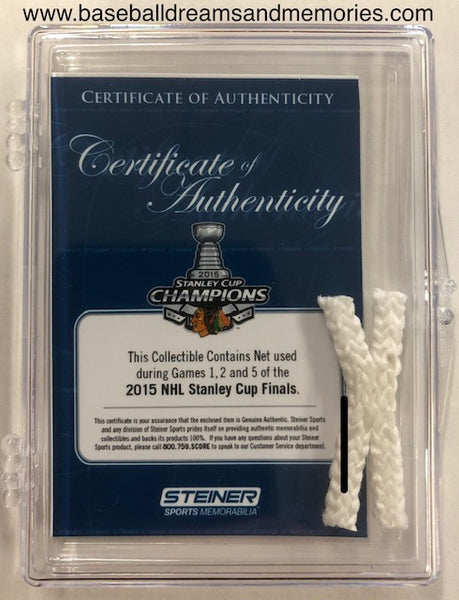 www.baseballdreamsandmemories.com
CERTIFICATE OF AUTHENTICITY
Certificate of
Authenticity
2015
STANLEY CUP
CHAMPIONS
This Collectible Contains Net used
during Games 1, 2 and 5 of the
2015 NHL Stanley Cup Finals.
This certificate is your assurance that the enclosed item is Genuine Authentic. Steiner Sports
and any division of Steiner Sports prides itself on providing authentic memorabilia and
collectibles and backs its products 100%. If you have any questions about your Steiner
Sports product, please call 800.759.SCORE to speak to our Customer Service department.
STEINER
SPORTS MEMORABILIA